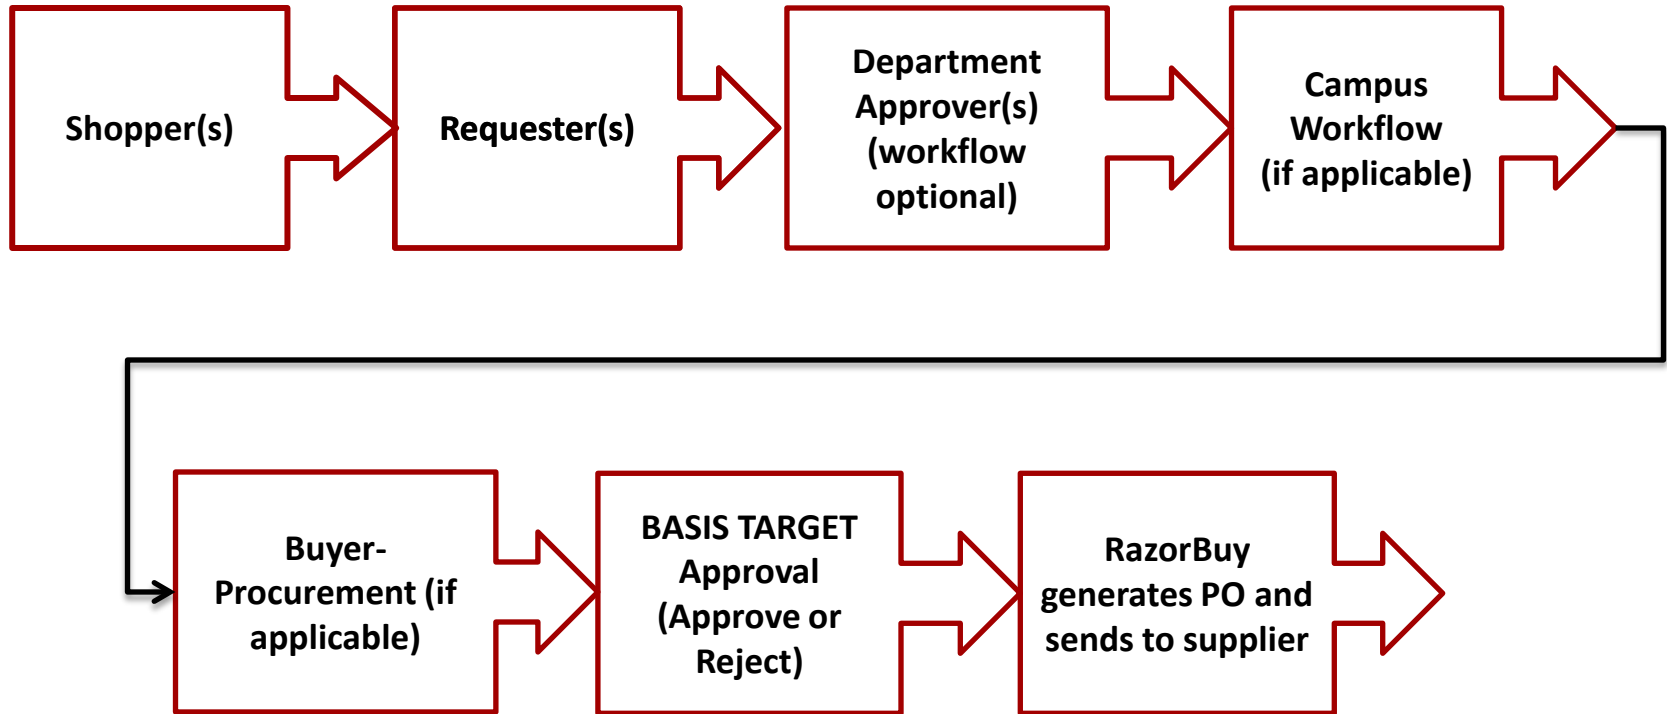 Shopper(s)
Requester(s)
Department
Approver(s)
(workflow
optional)
Campus
Workflow
(if applicable)
Buyer-
Procurement (if
applicable)
BASIS TARGET
Approval
(Approve or
Reject)
RazorBuy
generates PO and
sends to supplier